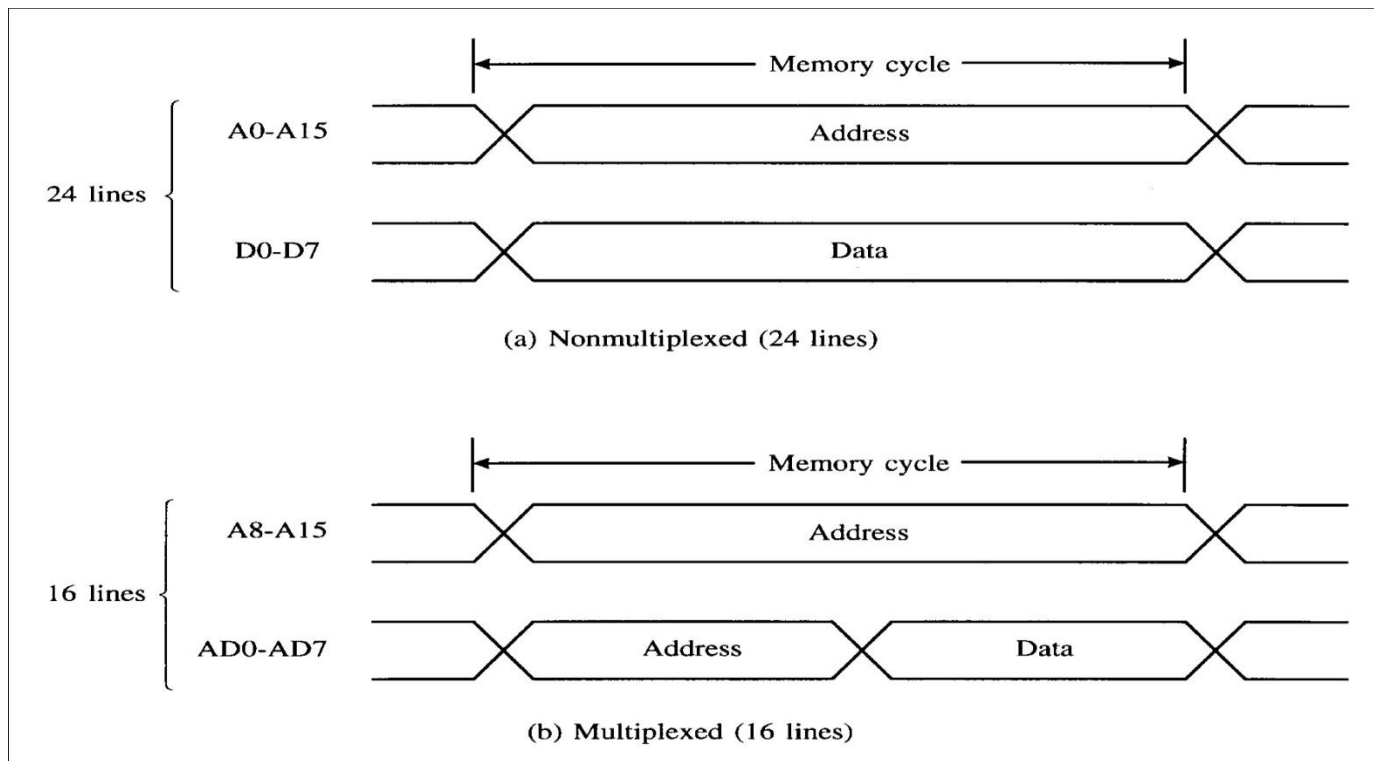 Memory cycle
A0-A15
Address
24 lines
D0-D7
Data
(a) Nonmultiplexed (24 lines)
Memory cycle
A8-A15
Address
16 lines
AD0-AD7
Address
Data
(b) Multiplexed (16 lines)